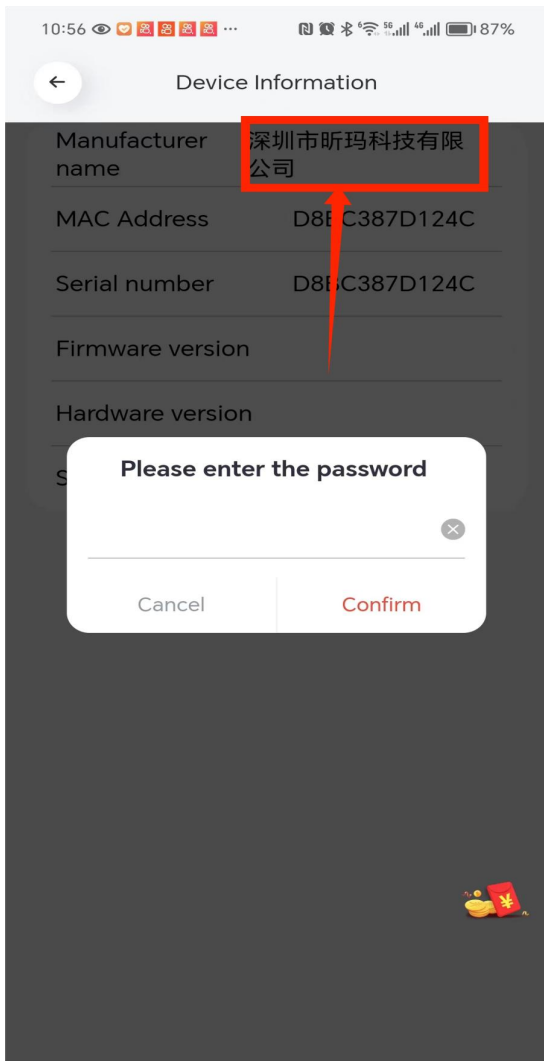 10:56
87%
Device Information
Manufacturer name
深圳市昕玛科技有限公司
MAC Address
D8BC387D124C
Serial number
D8BC387D124C
Firmware version
Hardware version
S
Please enter the password
Cancel
Confirm